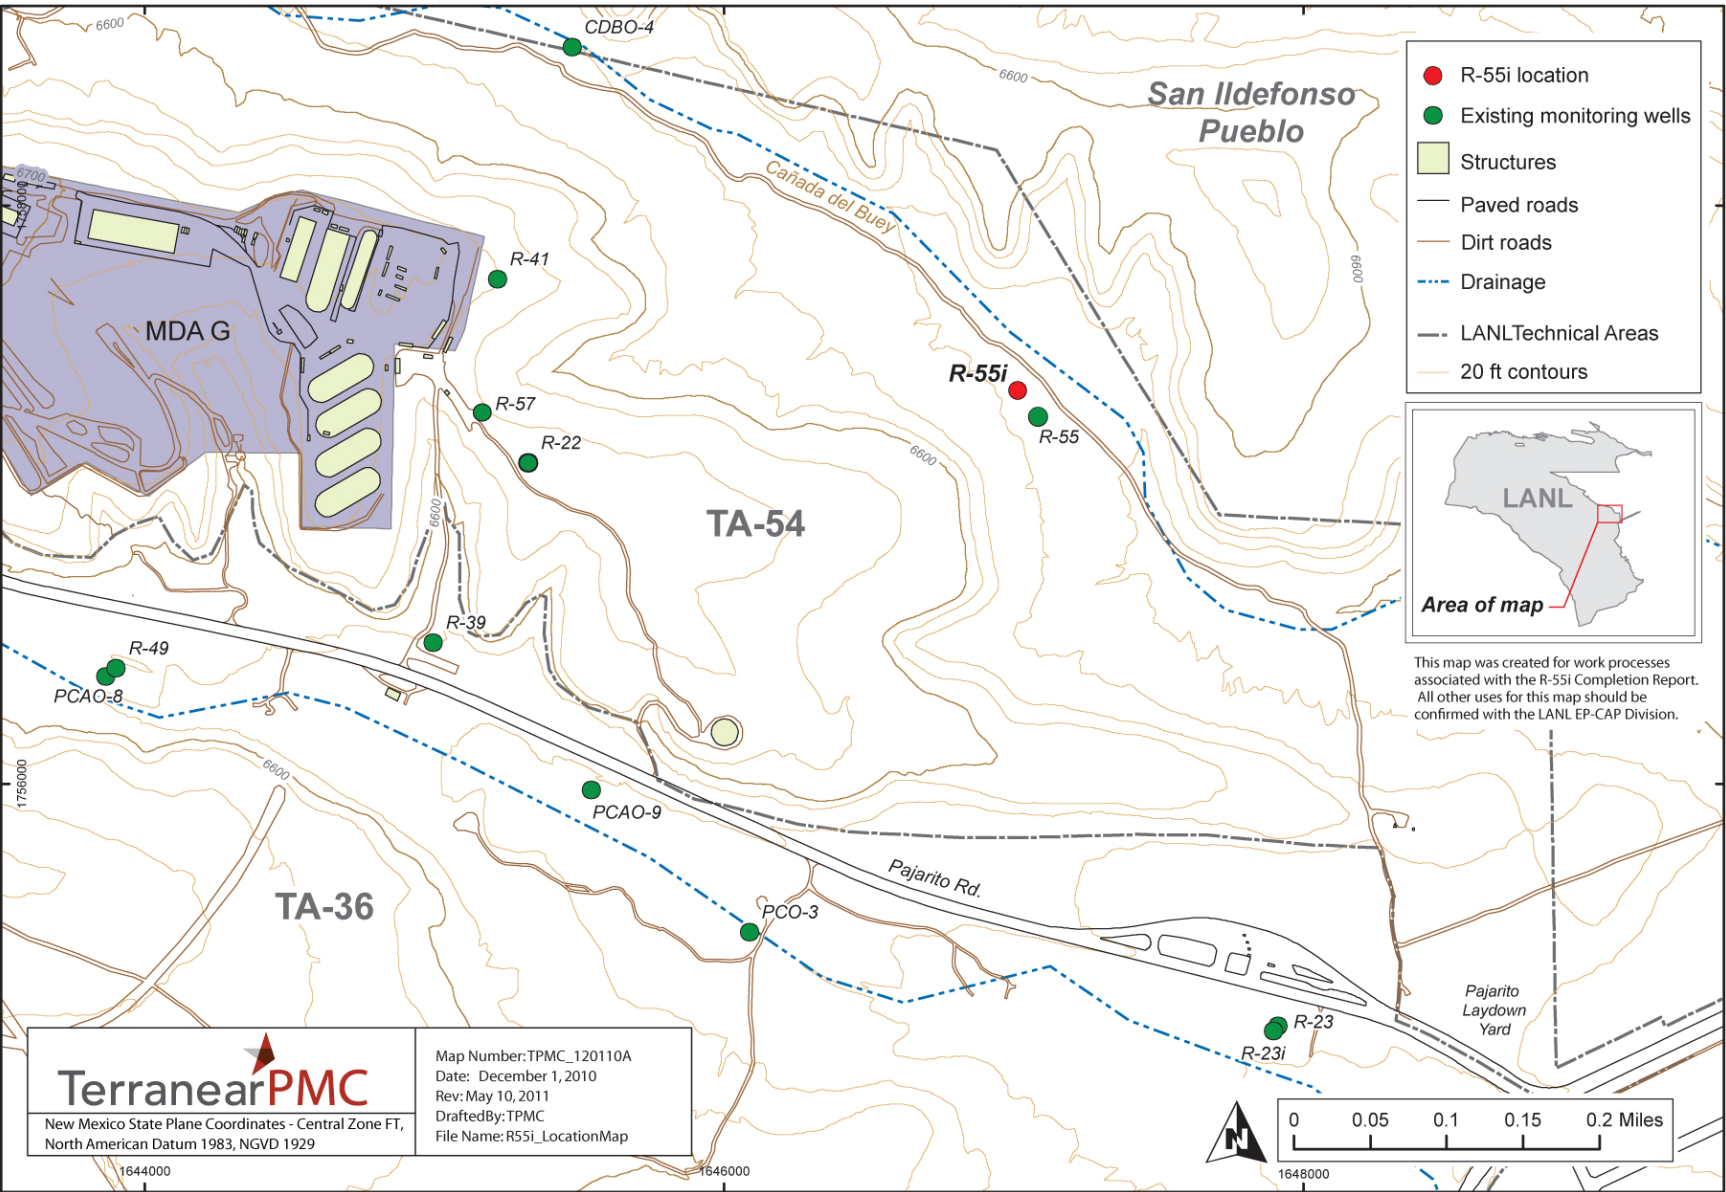 6600
CDBO-4
6600
San Ildefonso
Pueblo
R-55i location
Existing monitoring wells
Structures
Paved roads
Dirt roads
Drainage
LANLTechnical Areas
20 ft contours
6700
1758000
Cañada del Buey
R-41
6600
MDA G
R-55i
R-57
R-55
R-22
6600
6600
TA-54
LANL
Area of map
R-39
R-49
PCAO-8
This map was created for work processes
associated with the R-55i Completion Report.
All other uses for this map should be
confirmed with the LANL EP-CAP Division.
6600
1756000
PCAO-9
Pajarito Rd.
TA-36
PCO-3
Pajarito
Laydown
Yard
R-23
R-23i
TerranearPMC
New Mexico State Plane Coordinates - Central Zone FT,
North American Datum 1983, NGVD 1929
Map Number:TPMC_120110A
Date: December 1, 2010
Rev: May 10, 2011
DraftedBy:TPMC
File Name: R55i_LocationMap
N
0 0.05 0.1 0.15 0.2 Miles
1644000
1646000
1648000